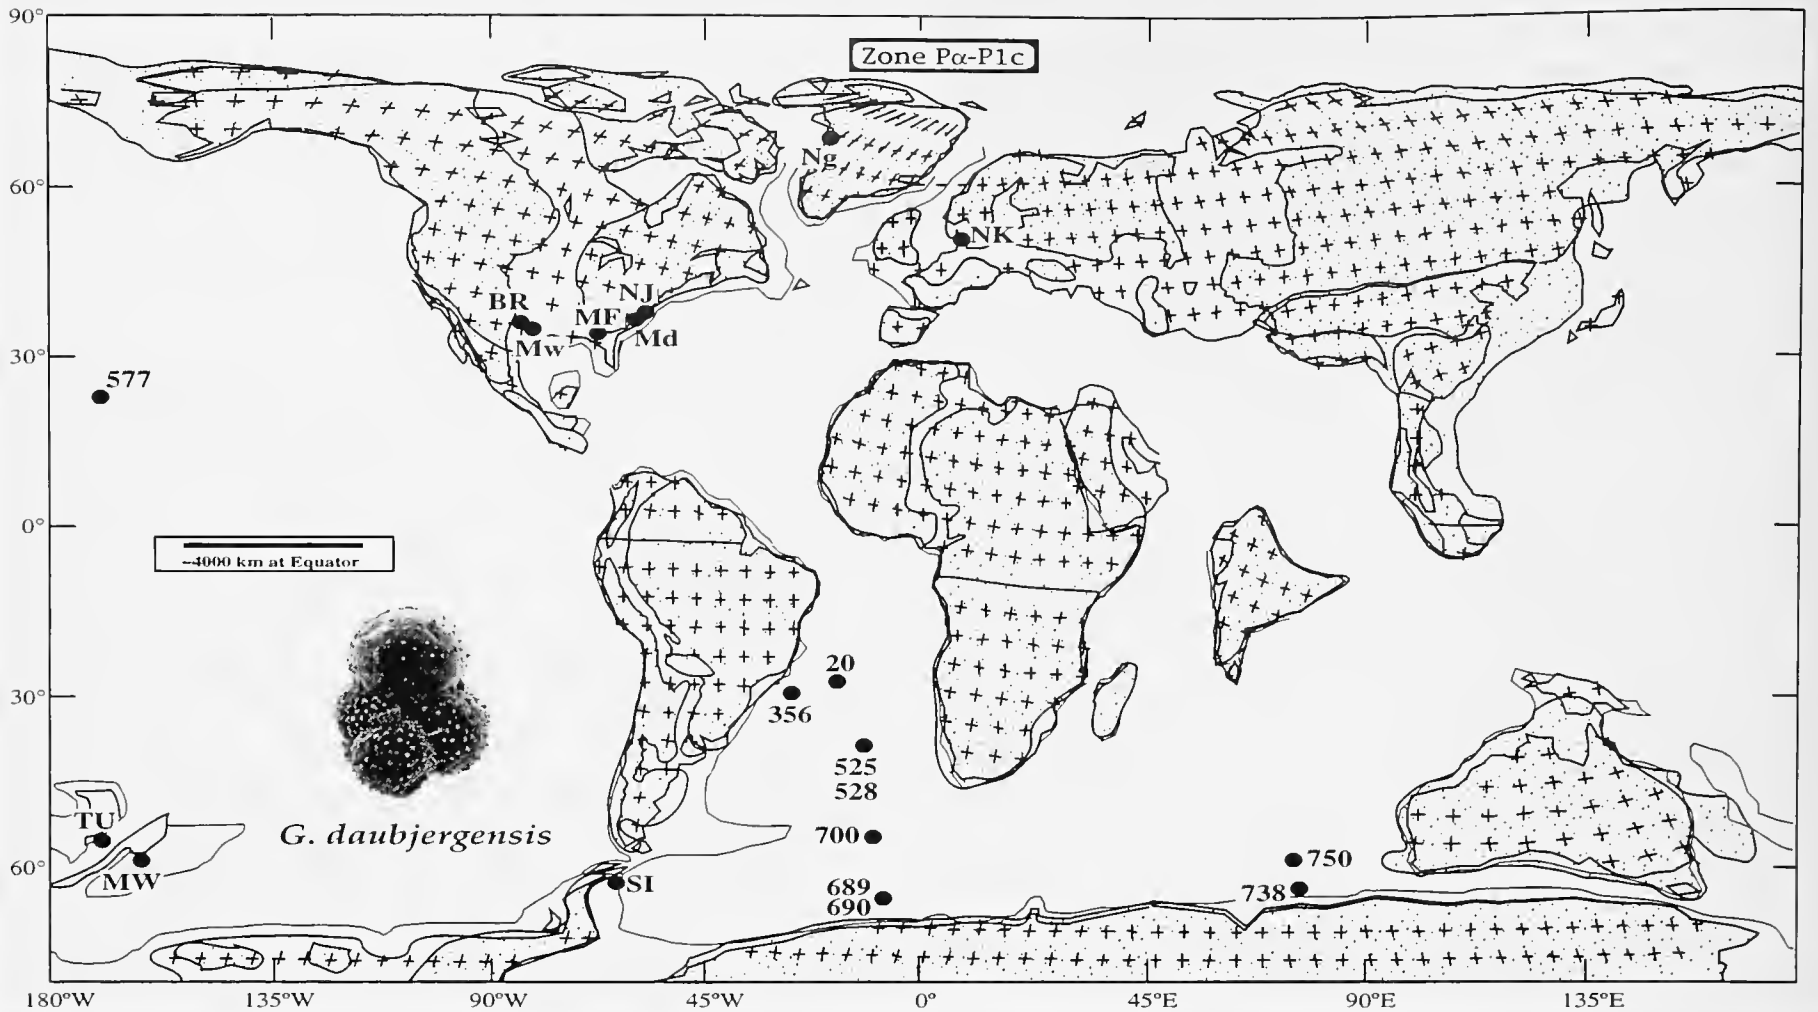 90°
Zone Pα-P1c
Ng
60°
NK
BR
NJ
MF
Mw
Md
30°
577
0°
~4000 km at Equator
20
30°
356
525
528
TU
G. daubjergensis
700
60°
750
MW
SI
689
738
690
180°W
135°W
90°W
45°W
0°
45°E
90°E
135°E